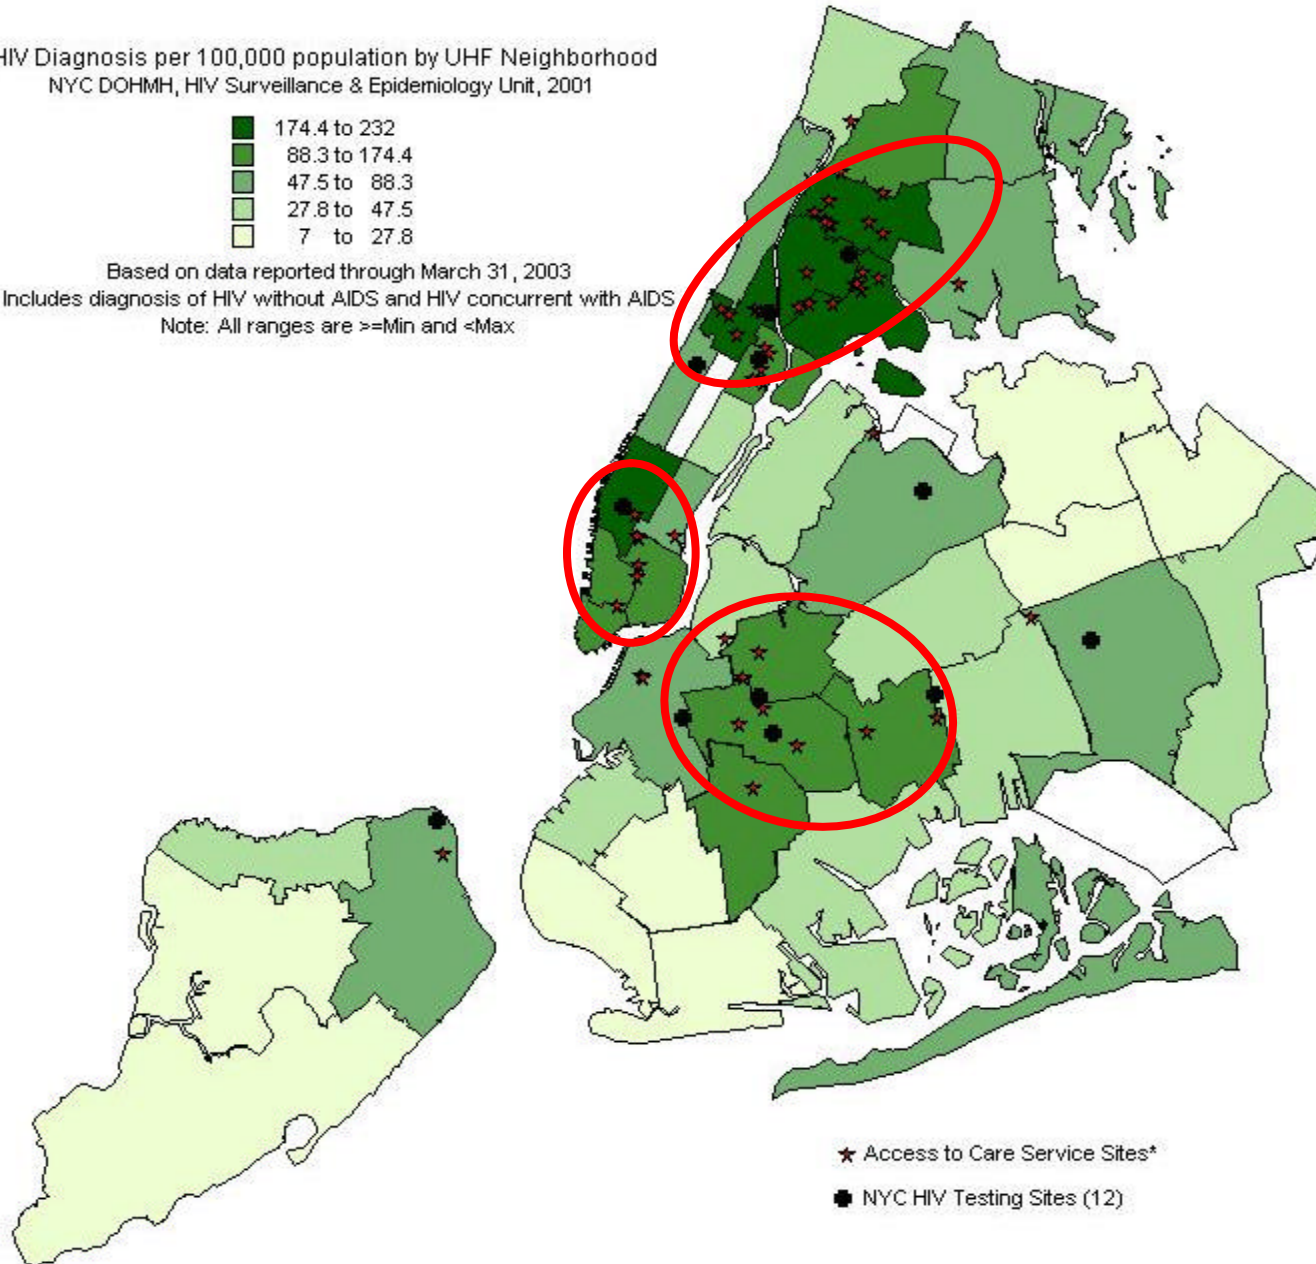 HIV Diagnosis per 100,000 population by UHF Neighborhood
NYC DOHMH, HIV Surveillance & Epidemiology Unit, 2001
174.4 to 232
88.3 to 174.4
47.5 to 88.3
27.8 to 47.5
7 to 27.8
Based on data reported through March 31, 2003
Includes diagnosis of HIV without AIDS and HIV concurrent with AIDS
Note: All ranges are >=Min and <Max
Access to Care Service Sites*
NYC HIV Testing Sites (12)